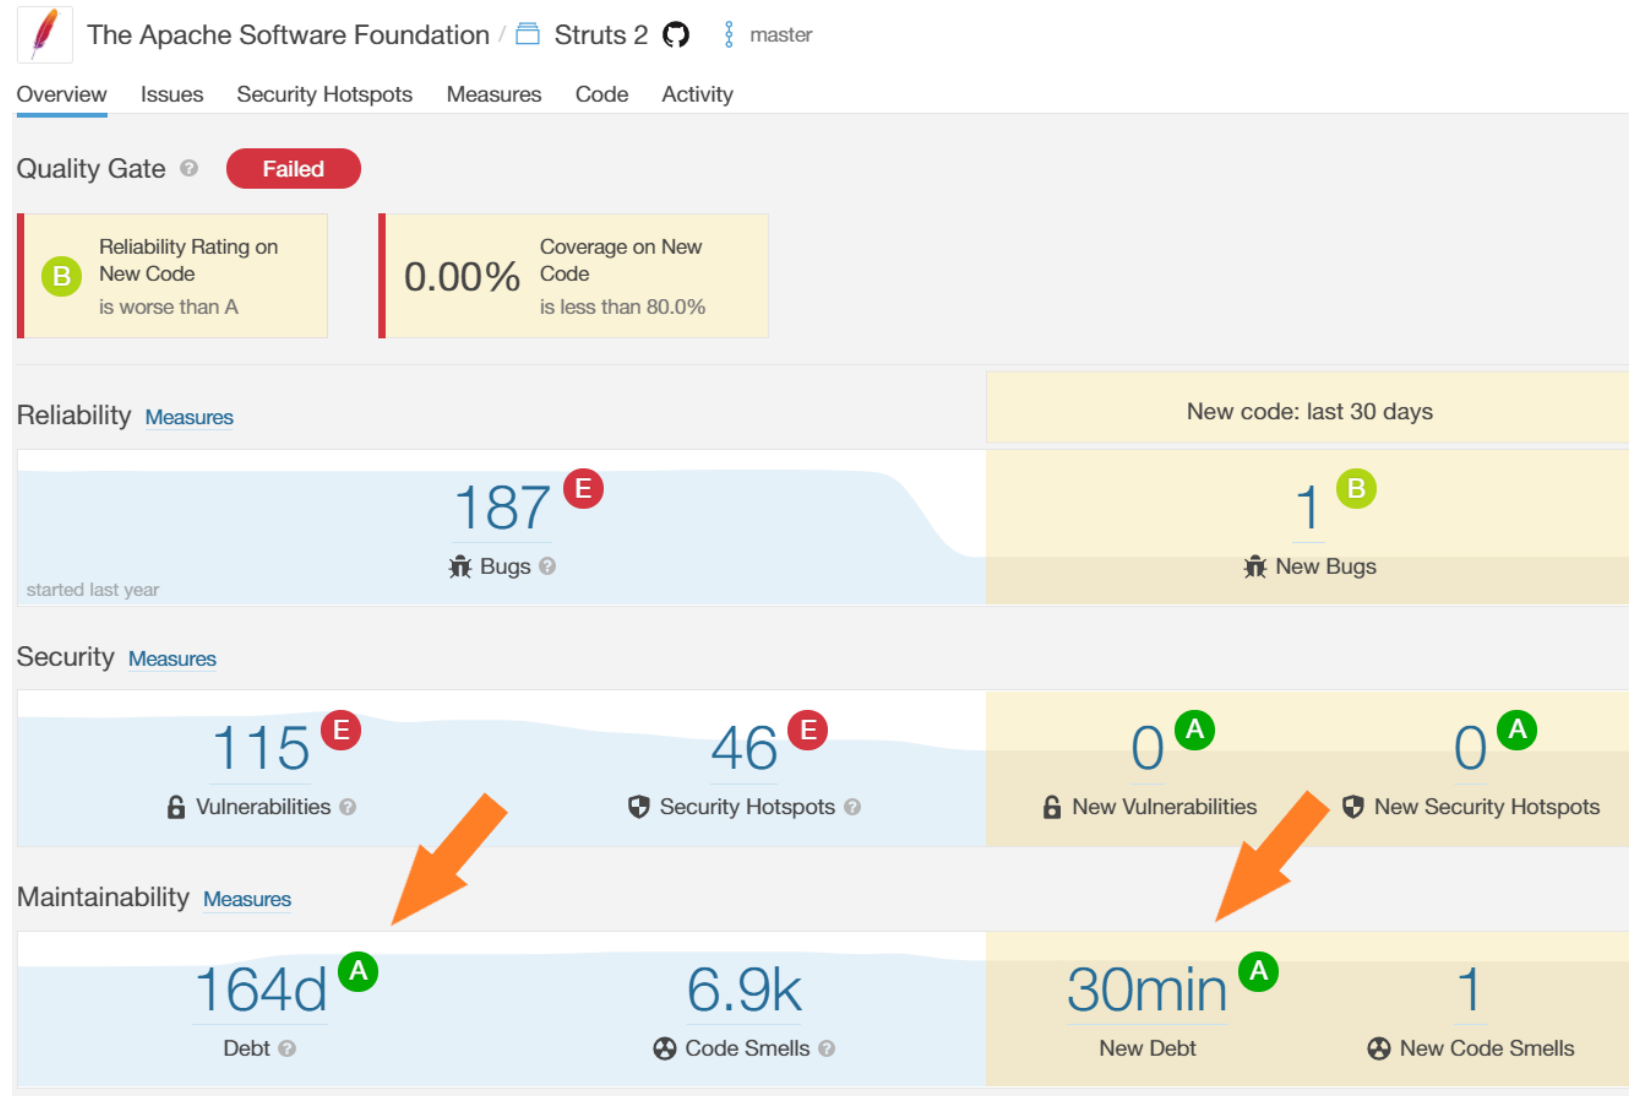 The Apache Software Foundation / Struts 2 master
Overview Issues Security Hotspots Measures Code Activity
Quality Gate ? Failed
B Reliability Rating on
New Code
is worse than A
0.00% Coverage on New
Code
is less than 80.0%
Reliability Measures
New code: last 30 days
187 E
Bugs ?
started last year
1 B
New Bugs
Security Measures
115 E
Vulnerabilities ?
46 E
Security Hotspots ?
0 A
New Vulnerabilities
0 A
New Security Hotspots
Maintainability Measures
164d A
Debt ?
6.9k
Code Smells ?
30min A
New Debt
1
New Code Smells